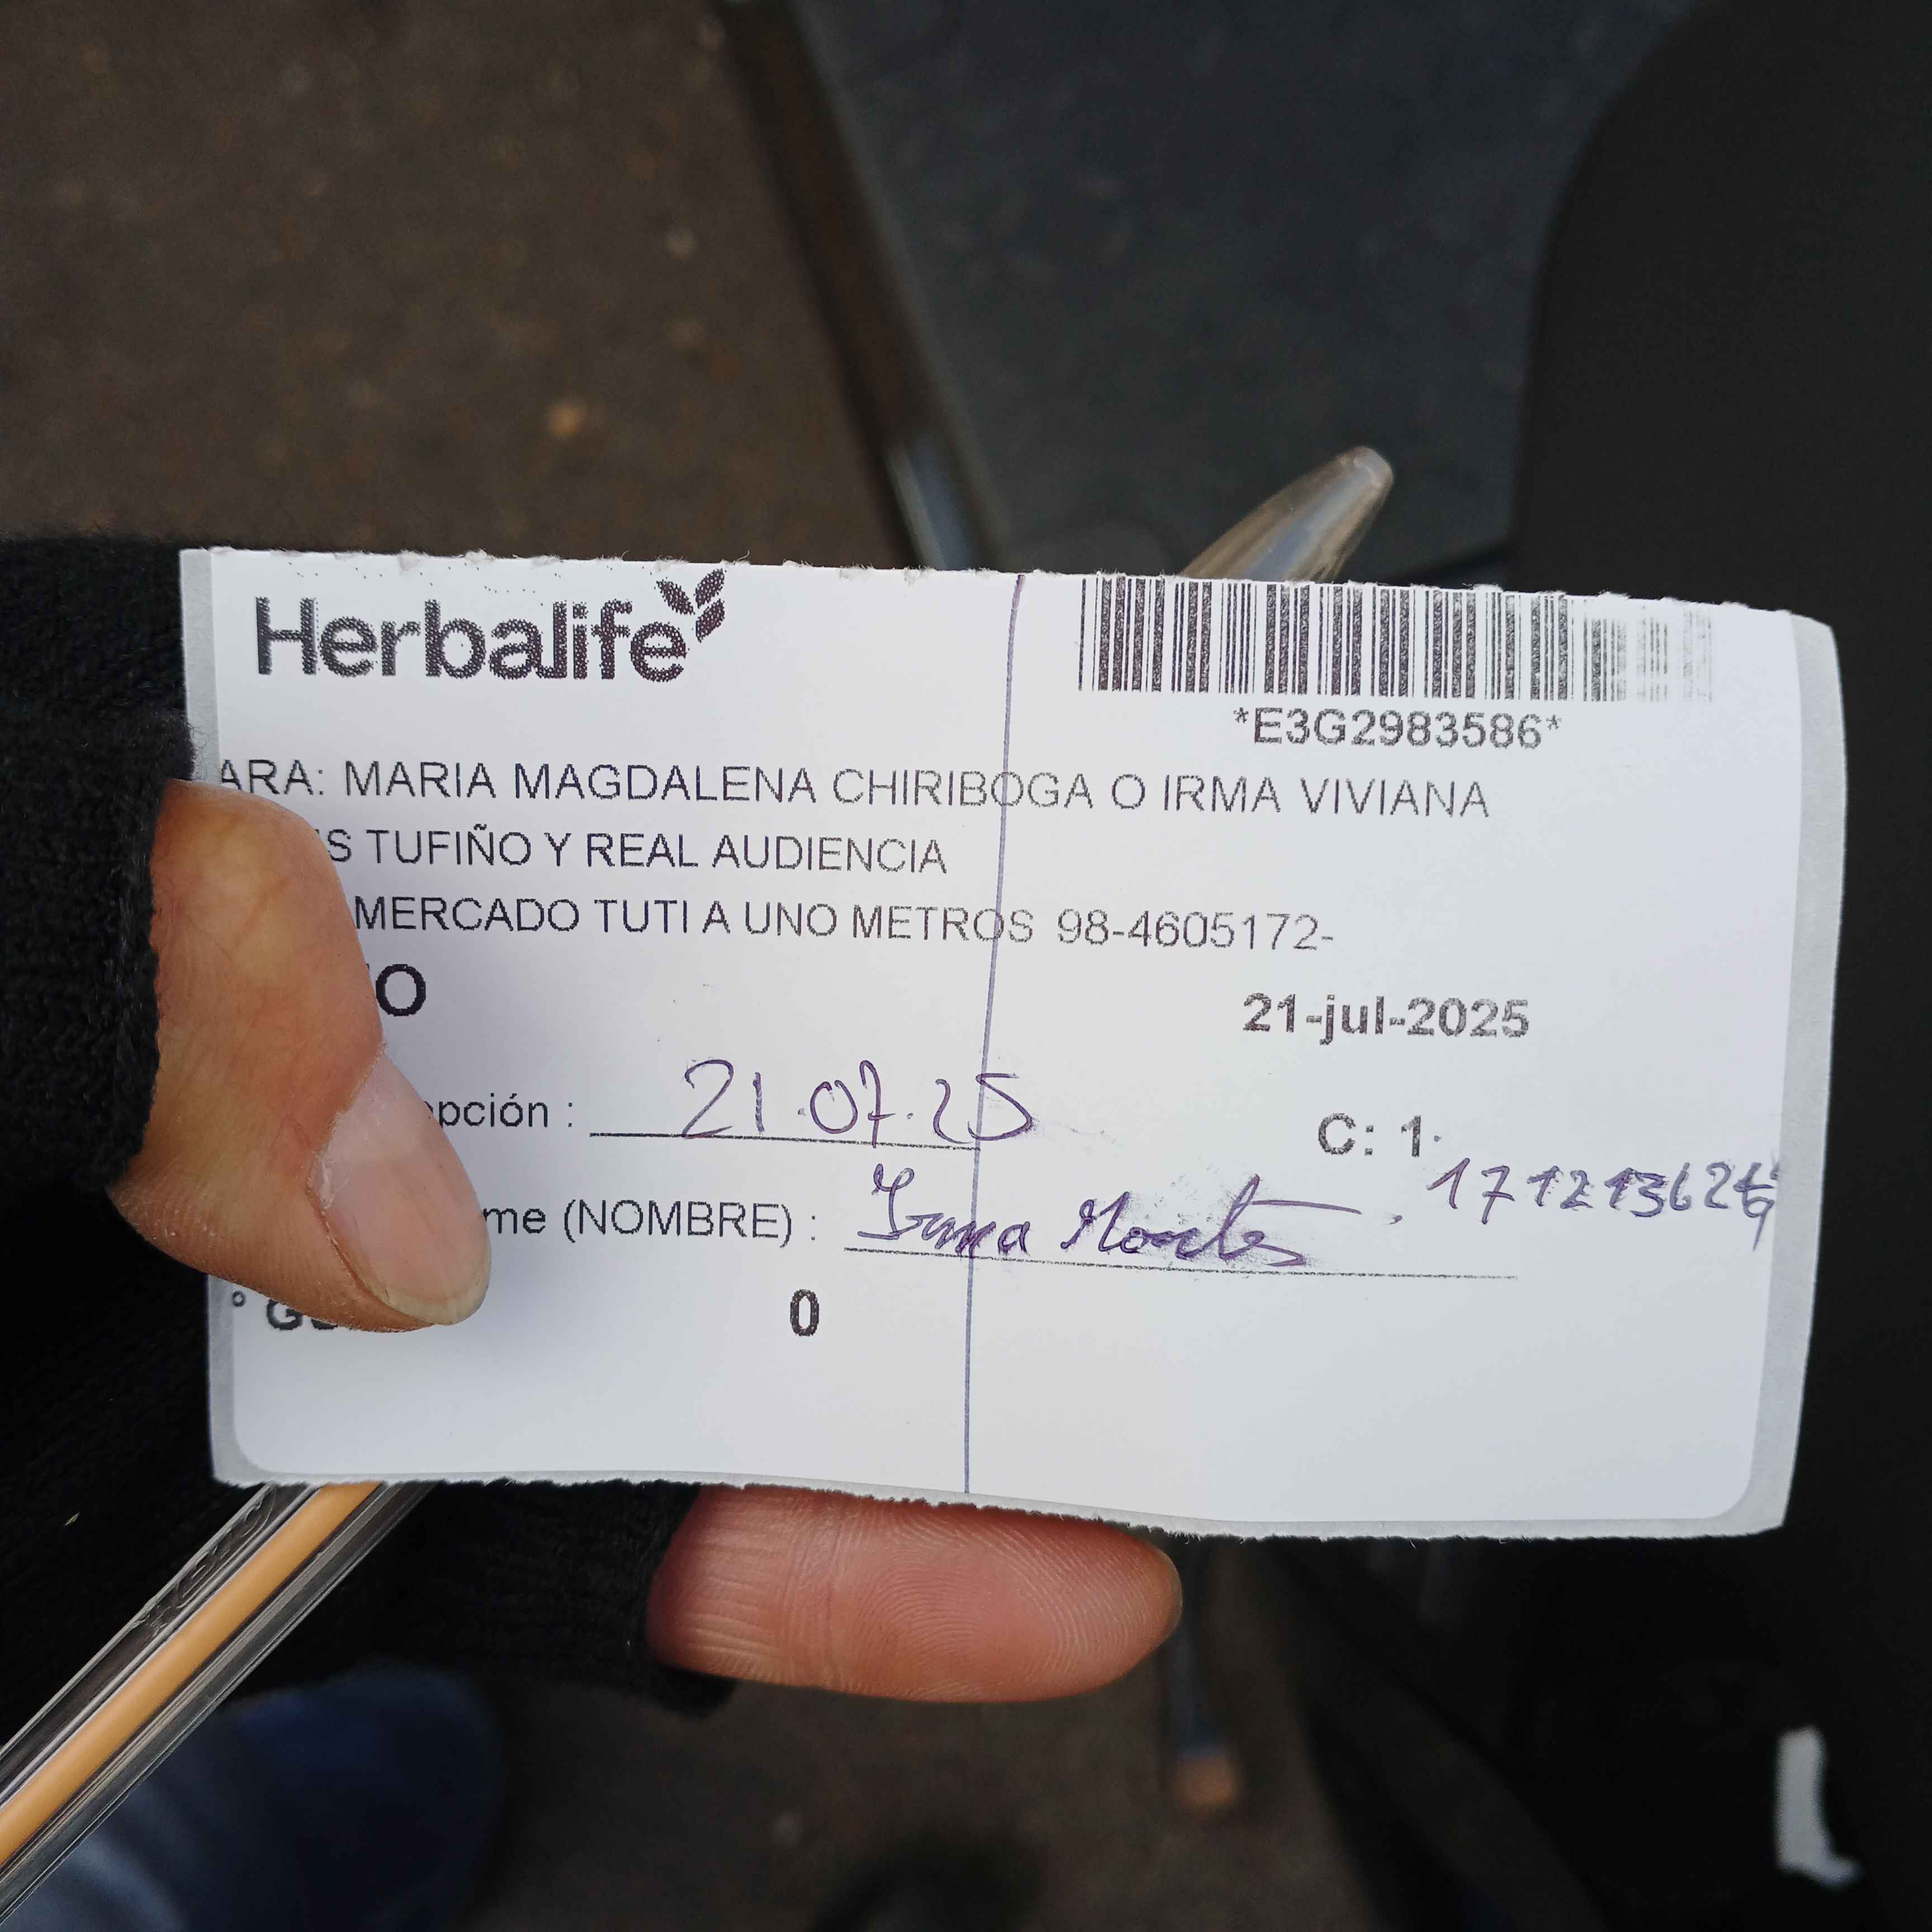 Herbalife
*E3G2983586*
ARA: MARIA MAGDALENA CHIRIBOGA O IRMA VIVIANA
S TUFIÑO Y REAL AUDIENCIA
MERCADO TUTI A UNO METROS 98-4605172-
O
21-jul-2025
pción : 21.07.25
C: 1
me (NOMBRE) :
° G
0